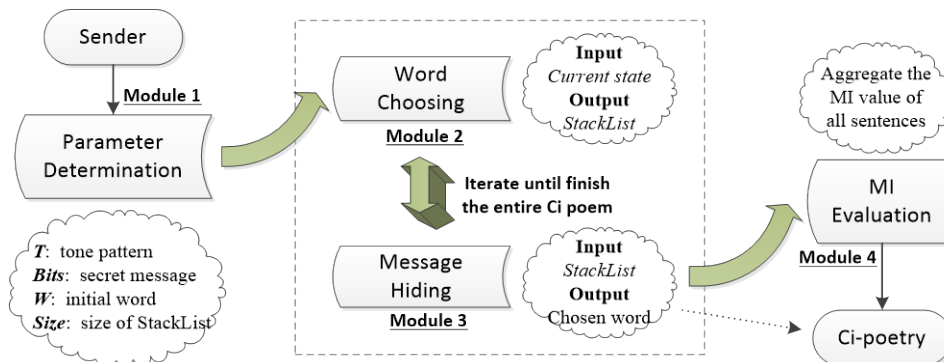 Sender
Module 1
Parameter
Determination
T: tone pattern
Bits: secret message
W: initial word
Size: size of StackList
Word
Choosing
Module 2
Input
Current state
Output
StackList
Iterate until finish
the entire Ci poem
Message
Hiding
Module 3
Input
StackList
Output
Chosen word
Aggregate the
MI value of
all sentences
MI
Evaluation
Module 4
Ci-poetry